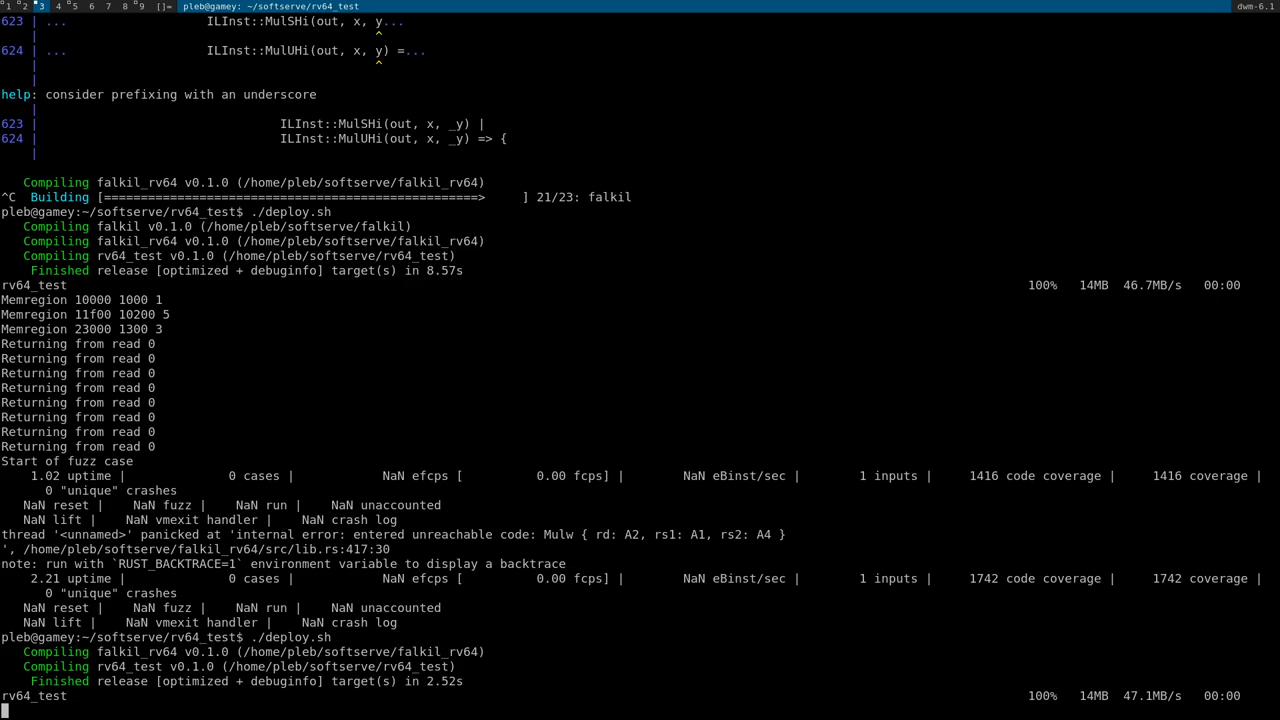 1 2 3 4 5 6 7 8 9 []= pleb@gamey: ~/softserve/rv64_test dwm-6.1
623 | ... ILInst::MulSHi(out, x, y...
| ^
624 | ... ILInst::MulUHi(out, x, y) =...
| ^
|
help: consider prefixing with an underscore
|
623 | ILInst::MulSHi(out, x, _y) |
624 | ILInst::MulUHi(out, x, _y) => {
|
Compiling falkil_rv64 v0.1.0 (/home/pleb/softserve/falkil_rv64)
^C Building [=====================================================> ] 21/23: falkil
pleb@gamey:~/softserve/rv64_test$ ./deploy.sh
Compiling falkil v0.1.0 (/home/pleb/softserve/falkil)
Compiling falkil_rv64 v0.1.0 (/home/pleb/softserve/falkil_rv64)
Compiling rv64_test v0.1.0 (/home/pleb/softserve/rv64_test)
Finished release [optimized + debuginfo] target(s) in 8.57s
rv64_test 100% 14MB 46.7MB/s 00:00
Memregion 10000 1000 1
Memregion 11f00 10200 5
Memregion 23000 1300 3
Returning from read 0
Returning from read 0
Returning from read 0
Returning from read 0
Returning from read 0
Returning from read 0
Returning from read 0
Returning from read 0
Start of fuzz case
1.02 uptime | 0 cases | NaN efcps [ 0.00 fcps] | NaN eBinst/sec | 1 inputs | 1416 code coverage | 1416 coverage |
0 "unique" crashes
NaN reset | NaN fuzz | NaN run | NaN unaccounted
NaN lift | NaN vmexit handler | NaN crash log
thread '<unnamed>' panicked at 'internal error: entered unreachable code: Mulw { rd: A2, rs1: A1, rs2: A4 }
', /home/pleb/softserve/falkil_rv64/src/lib.rs:417:30
note: run with `RUST_BACKTRACE=1` environment variable to display a backtrace
2.21 uptime | 0 cases | NaN efcps [ 0.00 fcps] | NaN eBinst/sec | 1 inputs | 1742 code coverage | 1742 coverage |
0 "unique" crashes
NaN reset | NaN fuzz | NaN run | NaN unaccounted
NaN lift | NaN vmexit handler | NaN crash log
pleb@gamey:~/softserve/rv64_test$ ./deploy.sh
Compiling falkil_rv64 v0.1.0 (/home/pleb/softserve/falkil_rv64)
Compiling rv64_test v0.1.0 (/home/pleb/softserve/rv64_test)
Finished release [optimized + debuginfo] target(s) in 2.52s
rv64_test 100% 14MB 47.1MB/s 00:00